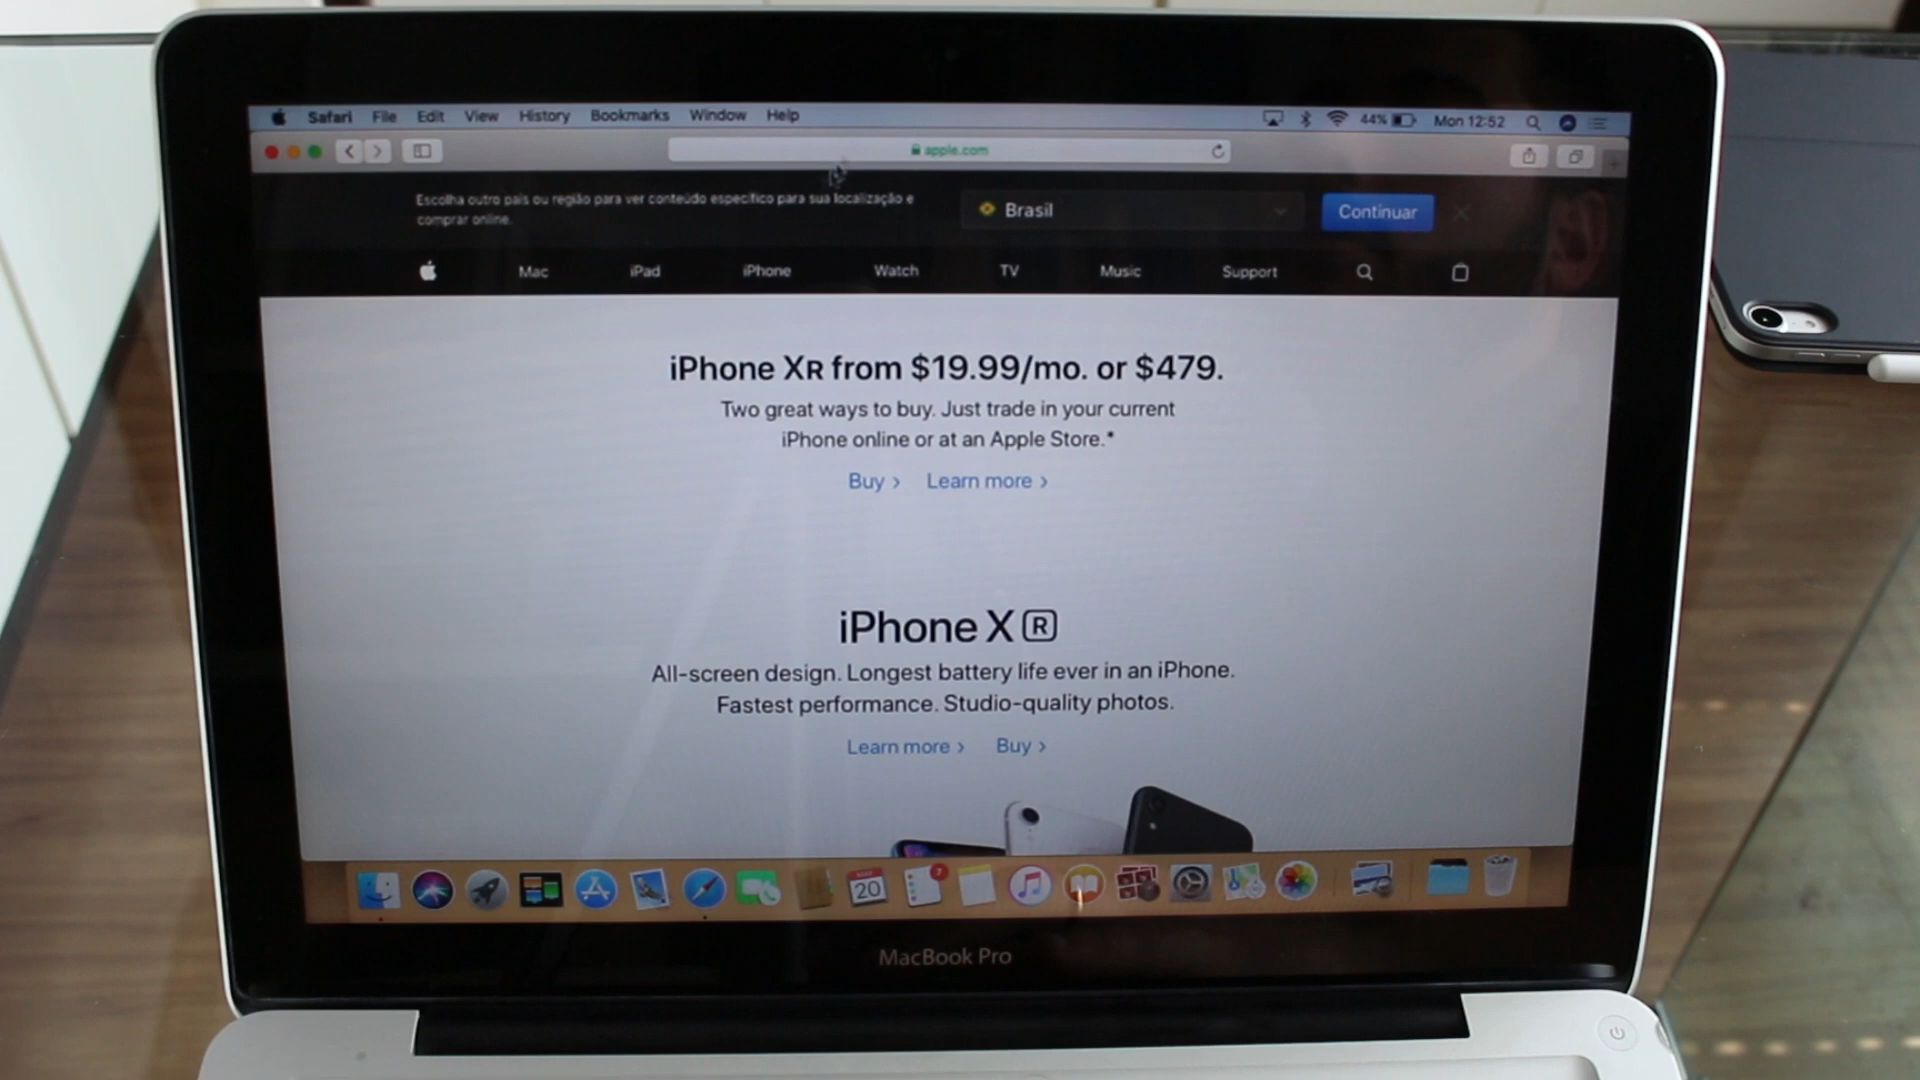 Safari File Edit View History Bookmarks Window Help 44% Mon 12:52
apple.com
Escolha outro país ou região para ver conteúdo específico para sua localização e
comprar online.
Brasil
Continuar
Mac iPad iPhone Watch TV Music Support
iPhone XR from $19.99/mo. or $479.
Two great ways to buy. Just trade in your current
iPhone online or at an Apple Store.*
Buy > Learn more >
iPhone XR
All-screen design. Longest battery life ever in an iPhone.
Fastest performance. Studio-quality photos.
Learn more > Buy >
20
7
MacBook Pro